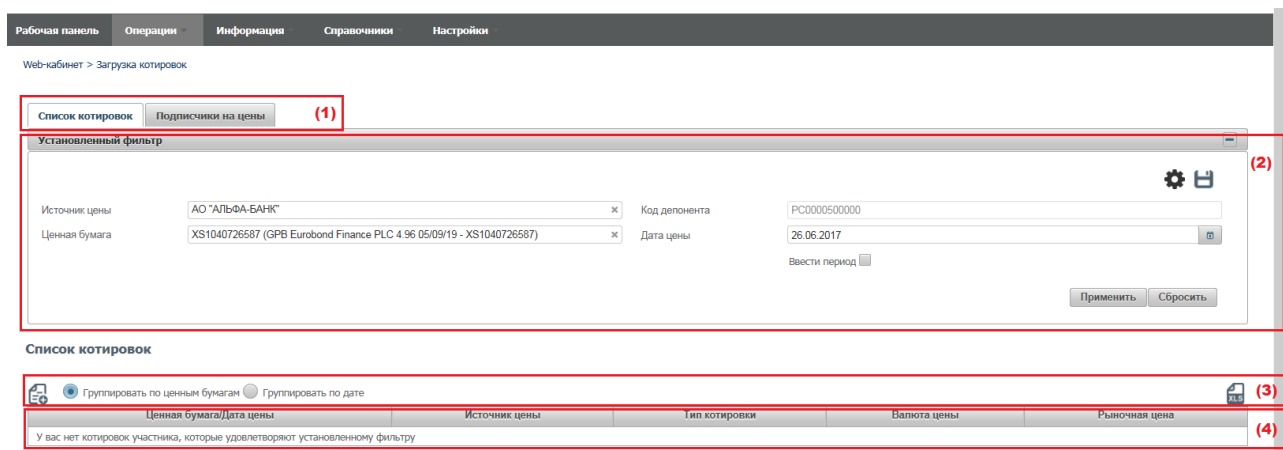 Рабочая панель Операции Информация Справочники Настройки
Web-кабинет > Загрузка котировок
Список котировок Подписчики на цены (1)
Установленный фильтр
(2)
Источник цены АО "АЛЬФА-БАНК" Код депонента PC0000500000
Ценная бумага XS1040726587 (GPB Eurobond Finance PLC 4.96 05/09/19 - XS1040726587) Дата цены 26.06.2017
Ввести период
Применить Сбросить
Список котировок
Группировать по ценным бумагам Группировать по дате XLS (3)
Ценная бумага/Дата цены Источник цены Тип котировки Валюта цены Рыночная цена
У вас нет котировок участника, которые удовлетворяют установленному фильтру (4)